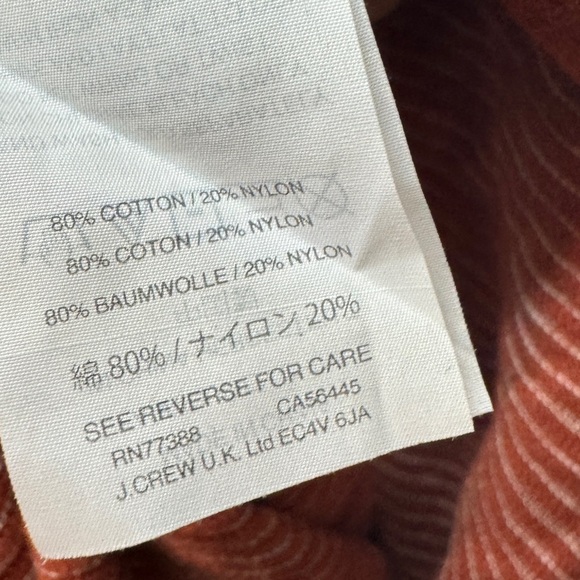 80% COTTON / 20% NYLON
80% COTON / 20% NYLON
80% BAUMWOLLE / 20% NYLON
綿 80% / ナイロン 20%
SEE REVERSE FOR CARE
RN77388 CA56445
J.CREW U.K. Ltd EC4V 6JA